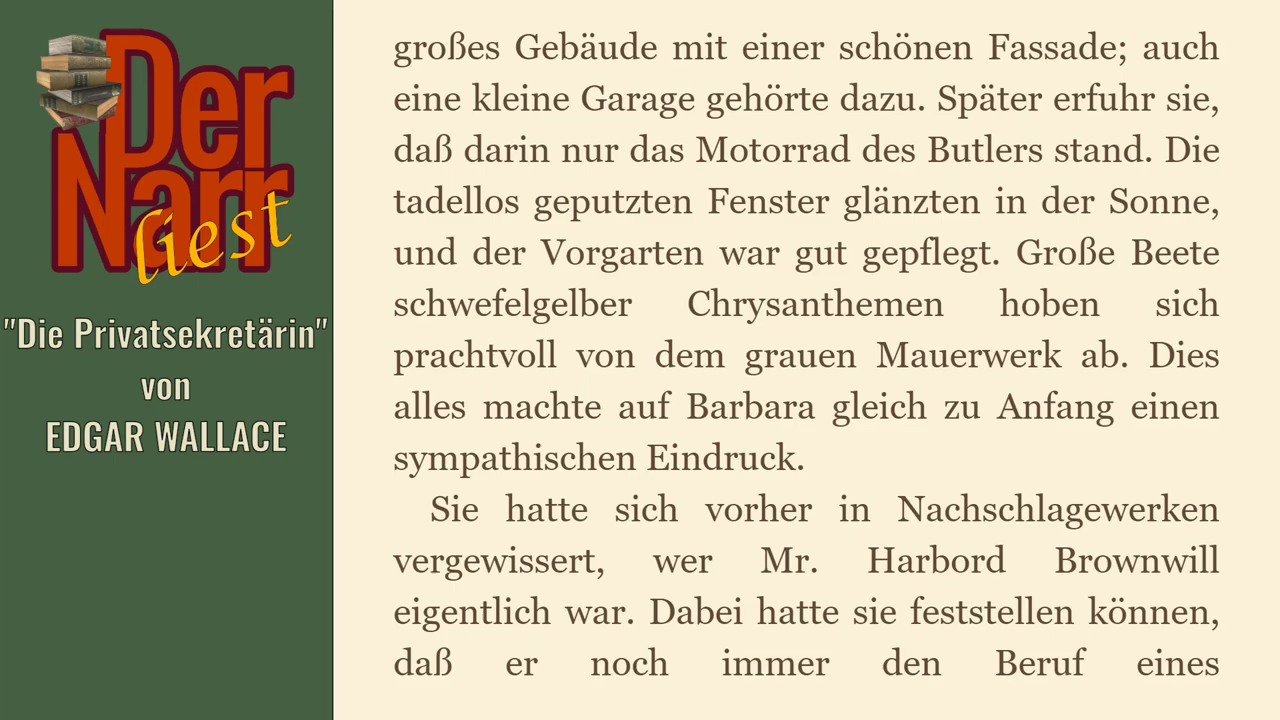 Der
Narr
liest
"Die Privatsekretärin"
von
EDGAR WALLACE
großes Gebäude mit einer schönen Fassade; auch
eine kleine Garage gehörte dazu. Später erfuhr sie,
daß darin nur das Motorrad des Butlers stand. Die
tadellos geputzten Fenster glänzten in der Sonne,
und der Vorgarten war gut gepflegt. Große Beete
schwefelgelber Chrysanthemen hoben sich
prachtvoll von dem grauen Mauerwerk ab. Dies
alles machte auf Barbara gleich zu Anfang einen
sympathischen Eindruck.
Sie hatte sich vorher in Nachschlagewerken
vergewissert, wer Mr. Harbord Brownwill
eigentlich war. Dabei hatte sie feststellen können,
daß er noch immer den Beruf eines